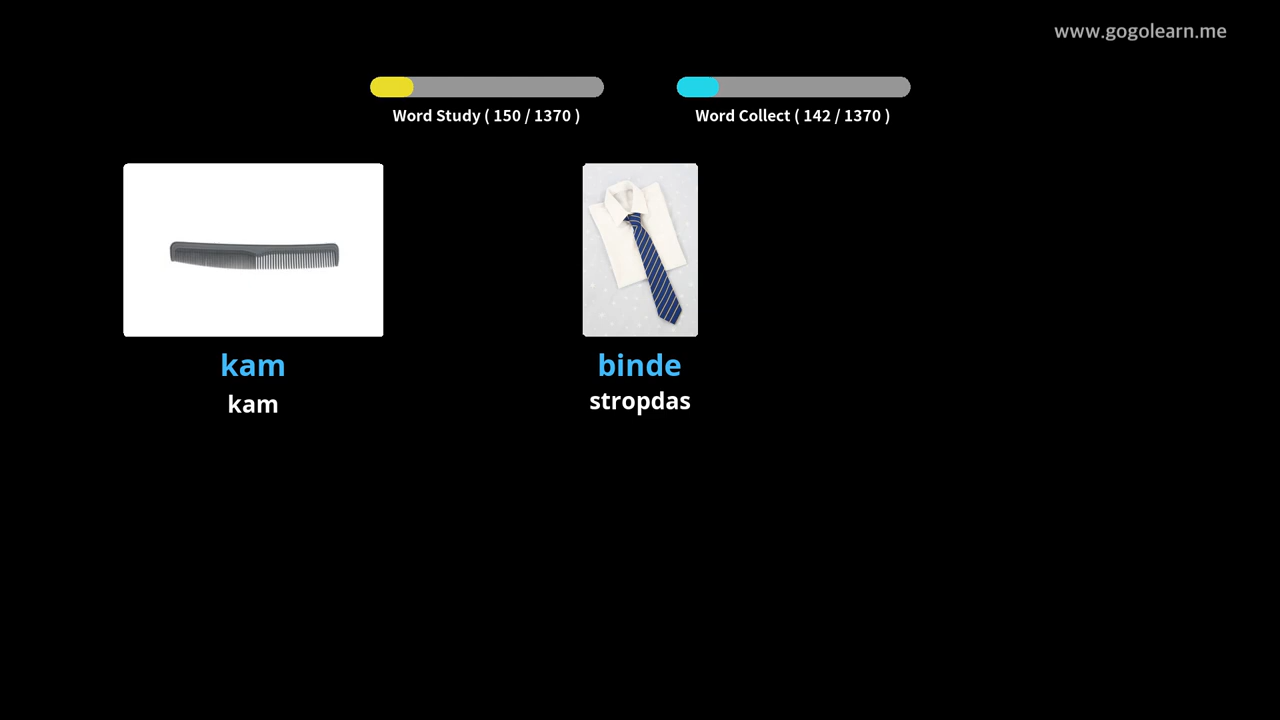 www.gogolearn.me
Word Study ( 150 / 1370 )
Word Collect ( 142 / 1370 )
kam
kam
binde
stropdas